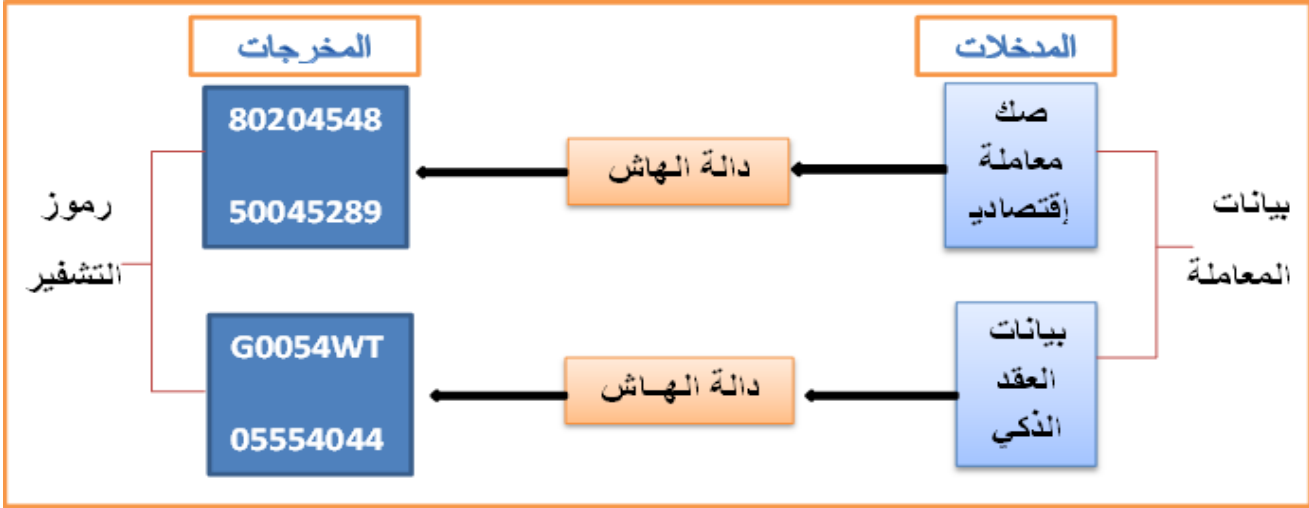 المدخلات
المخرجات
بيانات
المعاملة
صك
معاملة
إقتصادي
دالة الهاش
80204548
50045289
رموز
التشفير
بيانات
العقد
الذكي
دالة الهــاش
G0054WT
05554044